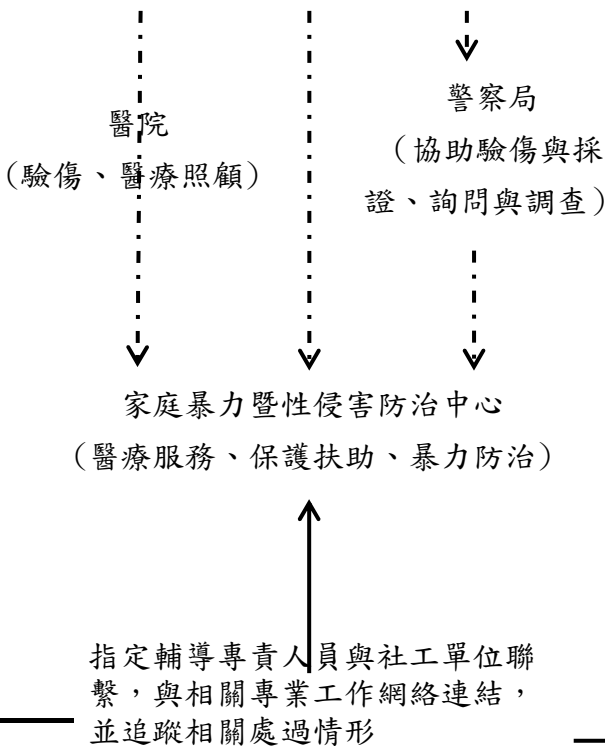 醫院
（驗傷、醫療照顧）
警察局
（協助驗傷與採
證、詢問與調查）
家庭暴力暨性侵害防治中心
（醫療服務、保護扶助、暴力防治）
指定輔導專責人員與社工單位聯
繫，與相關專業工作網絡連結，
並追蹤相關處過情形